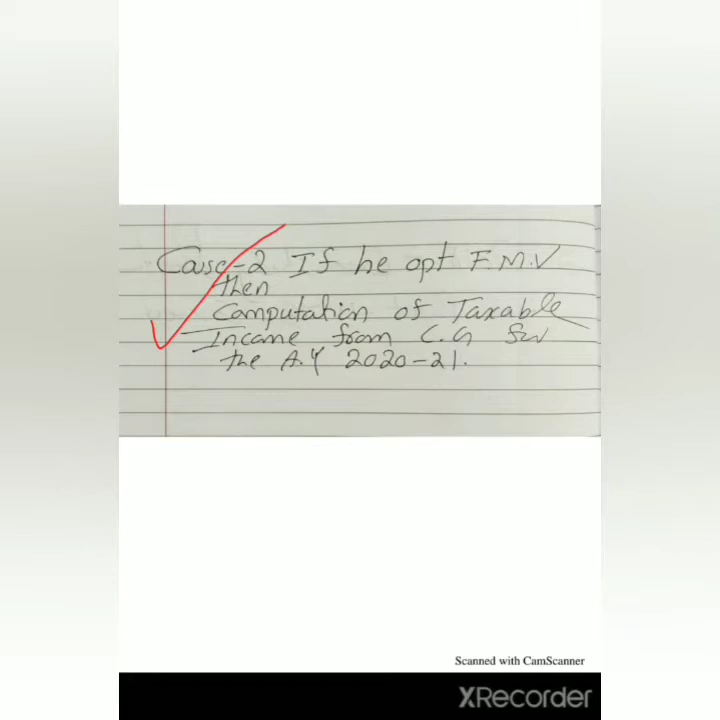 Case-2 If he opt F.M.V
then
Computation of Taxable
Income from C.G for
the A.Y 2020-21.
Scanned with CamScanner
XRecorder